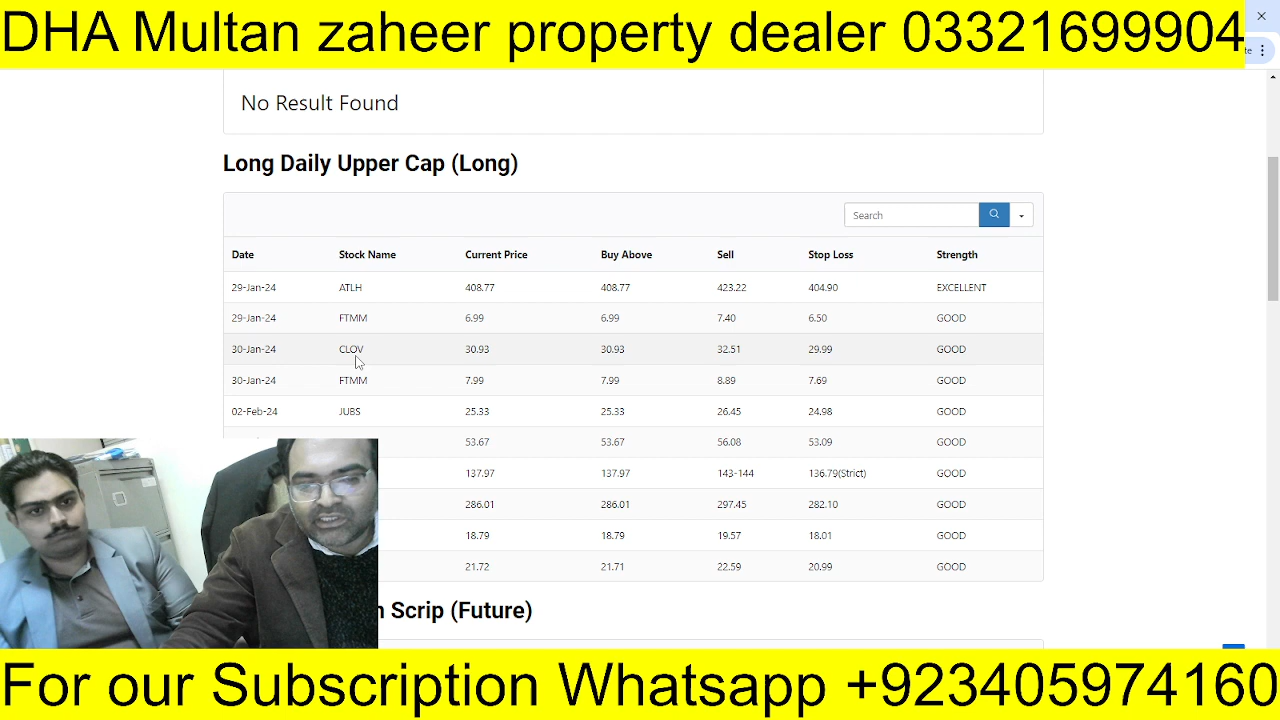 DHA Multan zaheer property dealer 03321699904
No Result Found
Long Daily Upper Cap (Long)
Search
Date Stock Name Current Price Buy Above Sell Stop Loss Strength
29-Jan-24 ATLH 408.77 408.77 423.22 404.90 EXCELLENT
29-Jan-24 FTMM 6.99 6.99 7.40 6.50 GOOD
30-Jan-24 CLOV 30.93 30.93 32.51 29.99 GOOD
30-Jan-24 FTMM 7.99 7.99 8.89 7.69 GOOD
02-Feb-24 JUBS 25.33 25.33 26.45 24.98 GOOD
53.67 53.67 56.08 53.09 GOOD
137.97 137.97 143-144 136.79(Strict) GOOD
286.01 286.01 297.45 282.10 GOOD
18.79 18.79 19.57 18.01 GOOD
21.72 21.71 22.59 20.99 GOOD
Scrip (Future)
For our Subscription Whatsapp +923405974160